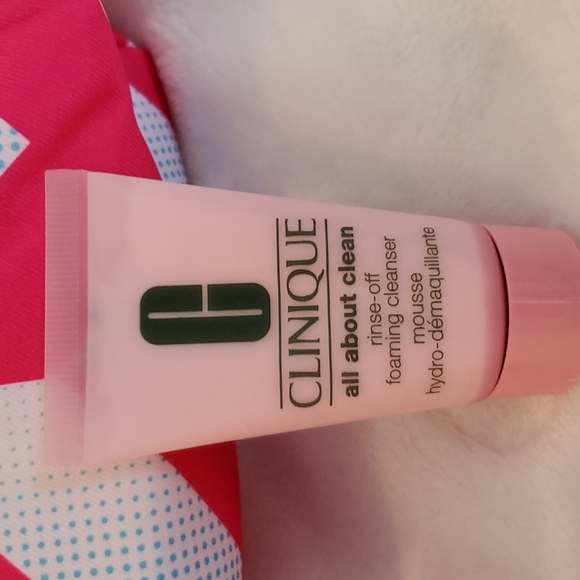 C
CLINIQUE
all about clean
rinse-off
foaming cleanser
mousse
hydro-démaquillante